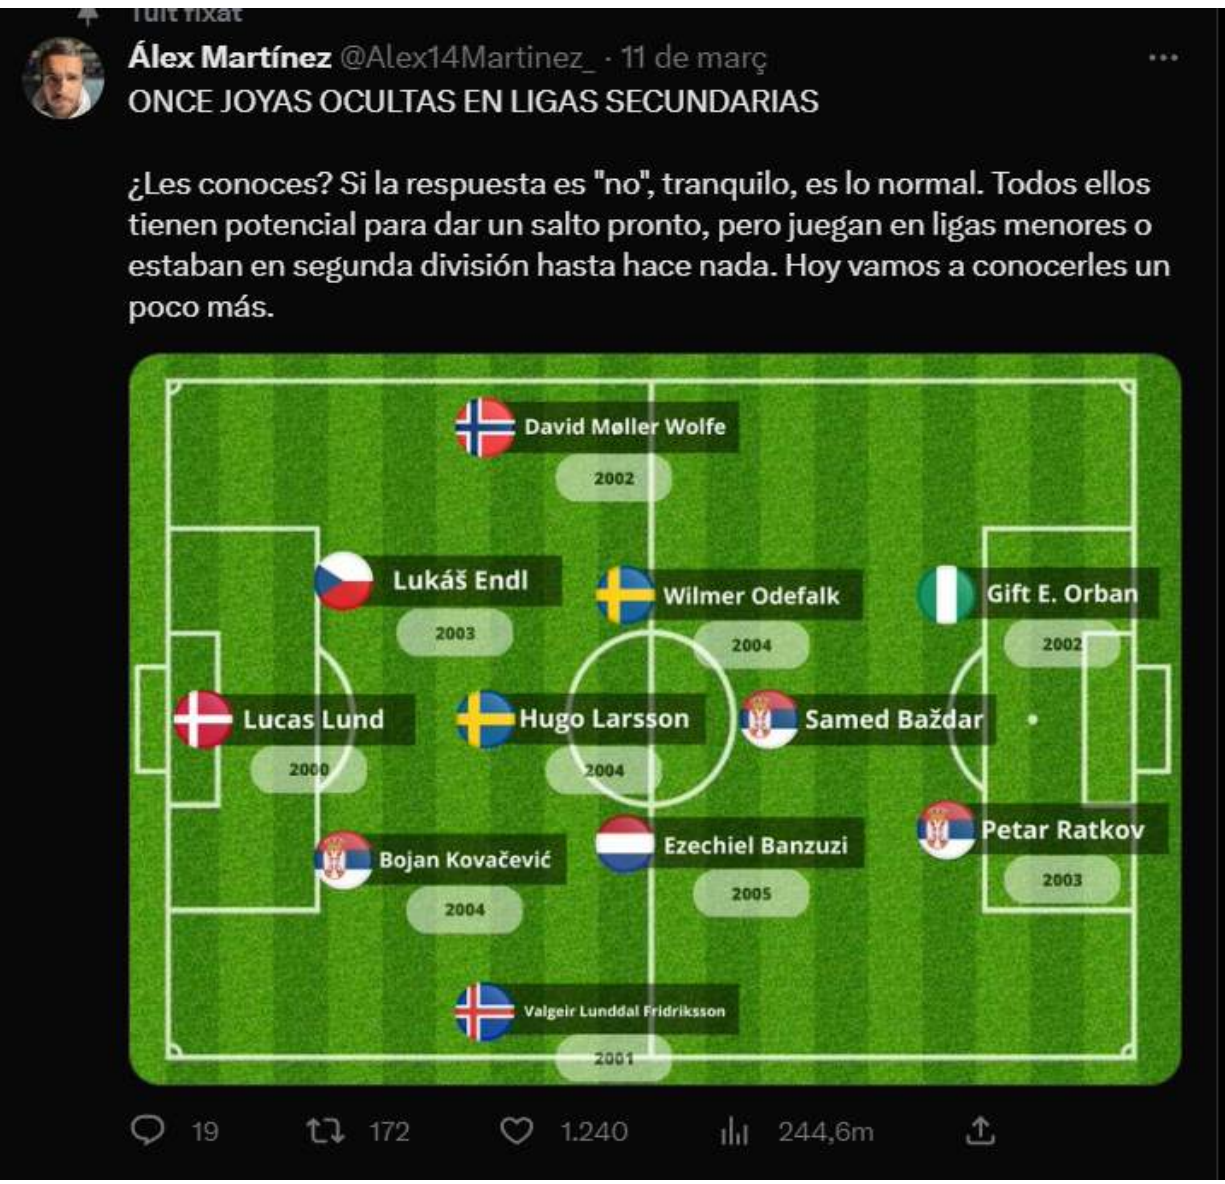 Tuit fixat
Álex Martínez @Alex14Martinez_ · 11 de març
ONCE JOYAS OCULTAS EN LIGAS SECUNDARIAS
¿Les conoces? Si la respuesta es "no", tranquilo, es lo normal. Todos ellos
tienen potencial para dar un salto pronto, pero juegan en ligas menores o
estaban en segunda división hasta hace nada. Hoy vamos a conocerles un
poco más.
David Møller Wolfe
2002
Lukáš Endl
2003
Wilmer Odefalk
2004
Gift E. Orban
2002
Lucas Lund
2000
Hugo Larsson
2004
Samed Baždar
Bojan Kovačević
2004
Ezechiel Banzuzi
2005
Petar Ratkov
2003
Valgeir Lunddal Fridriksson
2001
19
172
1.240
244,6m